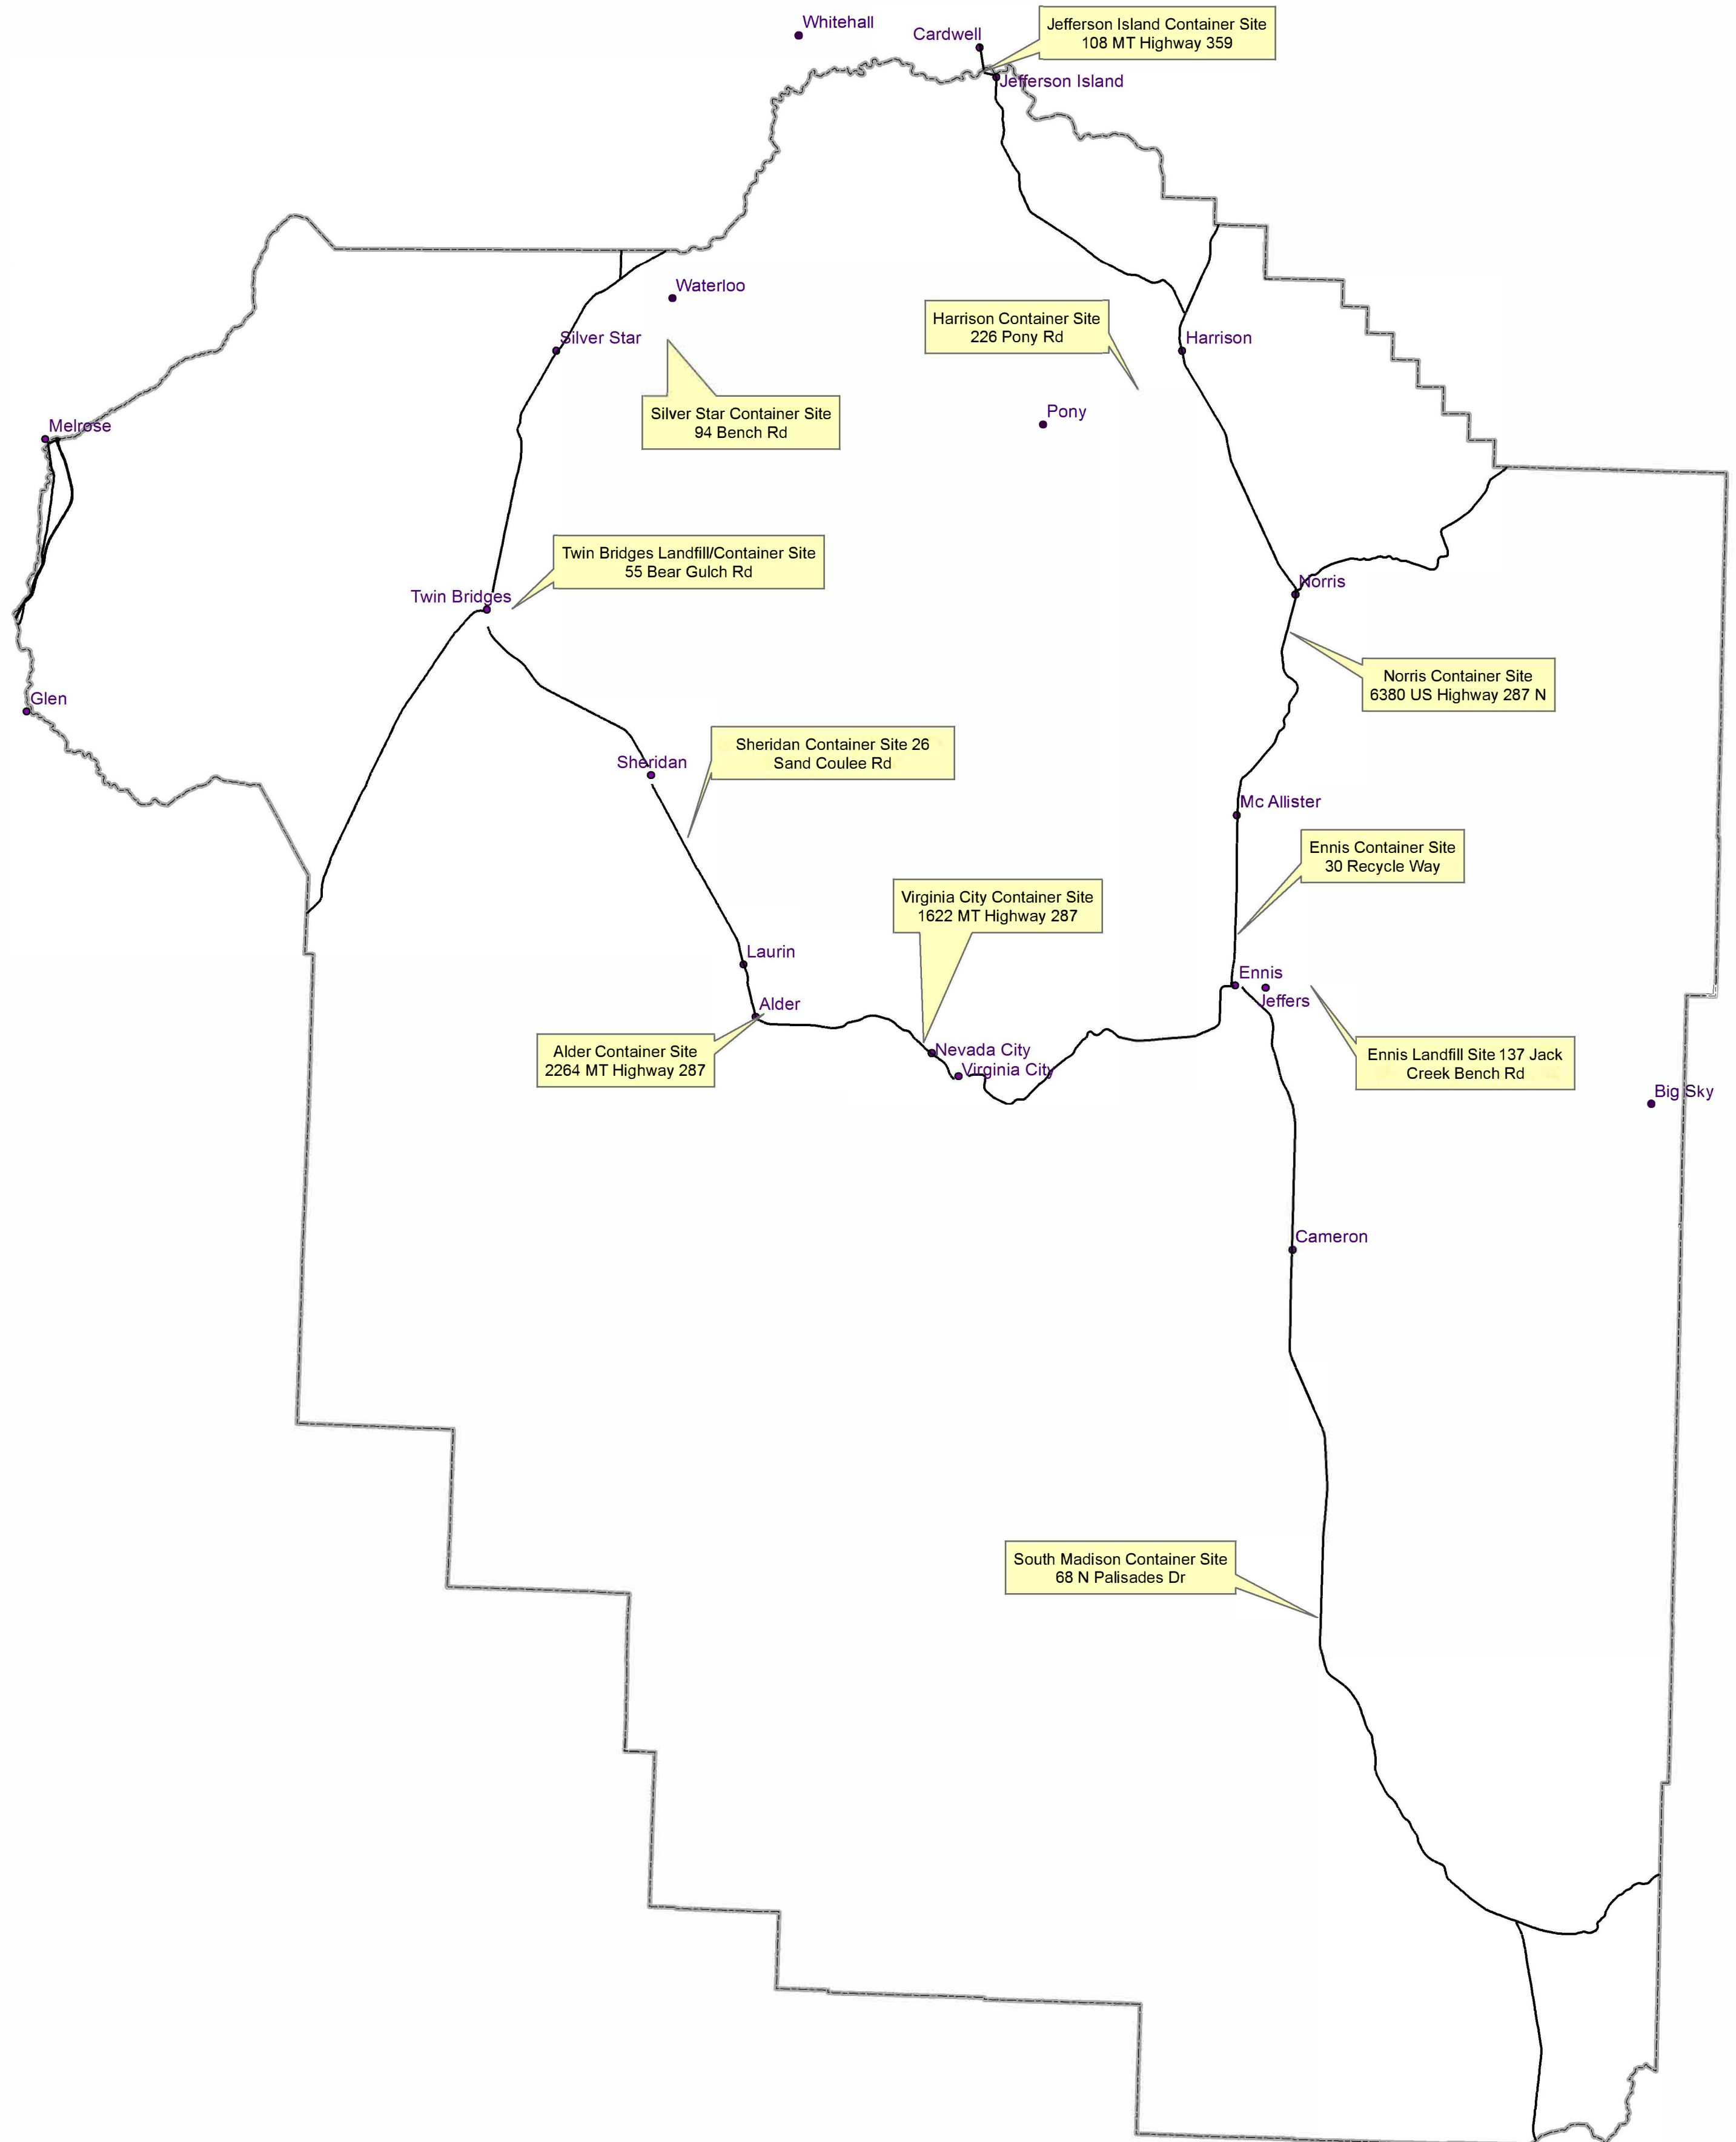 Whitehall
Cardwell
Jefferson Island Container Site
108 MT Highway 359
Jefferson Island
Waterloo
Silver Star
Harrison Container Site
226 Pony Rd
Harrison
Silver Star Container Site
94 Bench Rd
Pony
Melrose
Twin Bridges Landfill/Container Site
55 Bear Gulch Rd
Twin Bridges
Norris
Norris Container Site
6380 US Highway 287 N
Glen
Sheridan Container Site 26
Sand Coulee Rd
Sheridan
Mc Allister
Ennis Container Site
30 Recycle Way
Virginia City Container Site
1622 MT Highway 287
Laurin
Ennis
Jeffers
Alder
Alder Container Site
2264 MT Highway 287
Nevada City
Virginia City
Ennis Landfill Site 137 Jack
Creek Bench Rd
Big Sky
Cameron
South Madison Container Site
68 N Palisades Dr